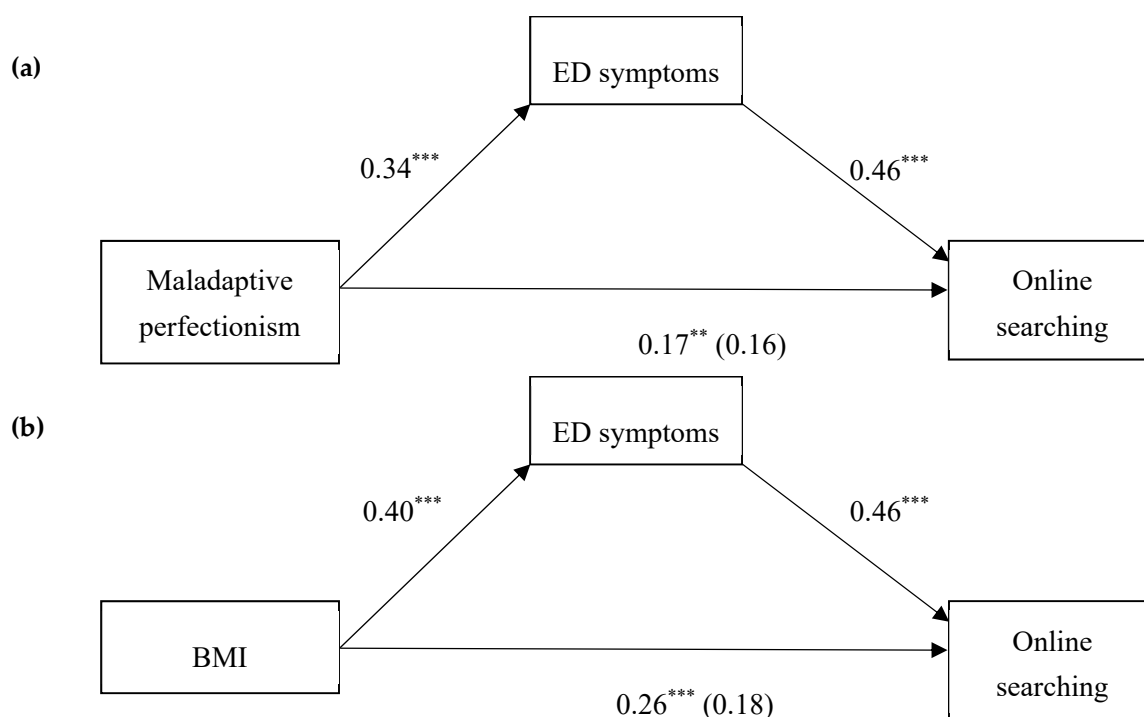 (a)
ED symptoms
0.34***
0.46***
Maladaptive
perfectionism
Online
searching
0.17** (0.16)
(b)
ED symptoms
0.40***
0.46***
BMI
Online
searching
0.26*** (0.18)